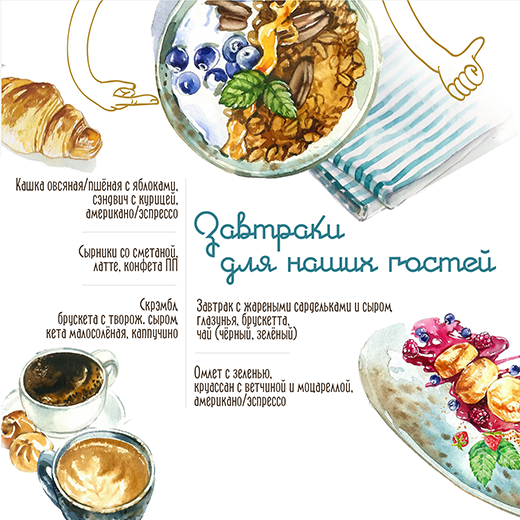 Кашка овсяная/пшёная с яблоками,
сэндвич с курицей,
американо/эспрессо
Сырники со сметаной,
латте, конфета ПП
Скрэмбл
брускета с творож. сыром
кета малосолёная, каппучино
Завтраки
для наших гостей
Завтрак с жареными сардельками и сыром
глазунья, брускетта,
чай (чёрный, зелёный)
Омлет с зеленью,
круассан с ветчиной и моцареллой,
американо/эспрессо